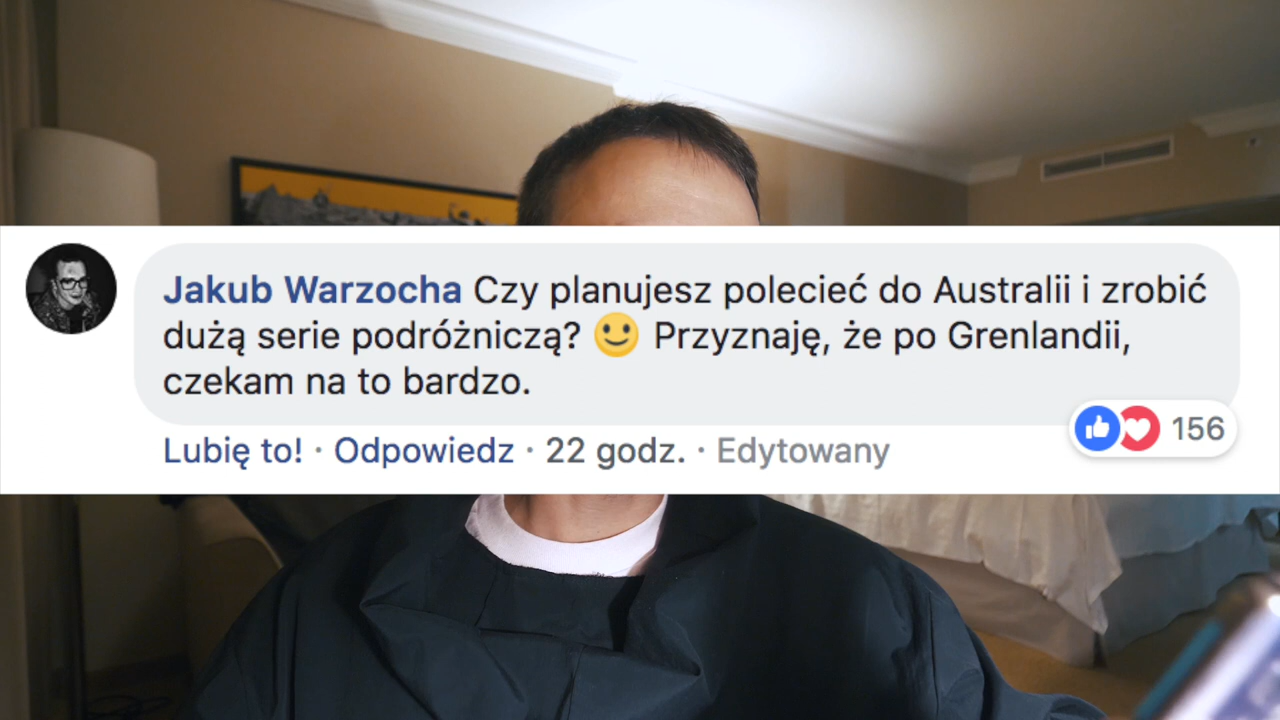 Jakub Warzocha Czy planujesz polecieć do Australii i zrobić
dużą serie podróżniczą? 🙂 Przyznaję, że po Grenlandii,
czekam na to bardzo.
Lubię to! · Odpowiedz · 22 godz. · Edytowany
156